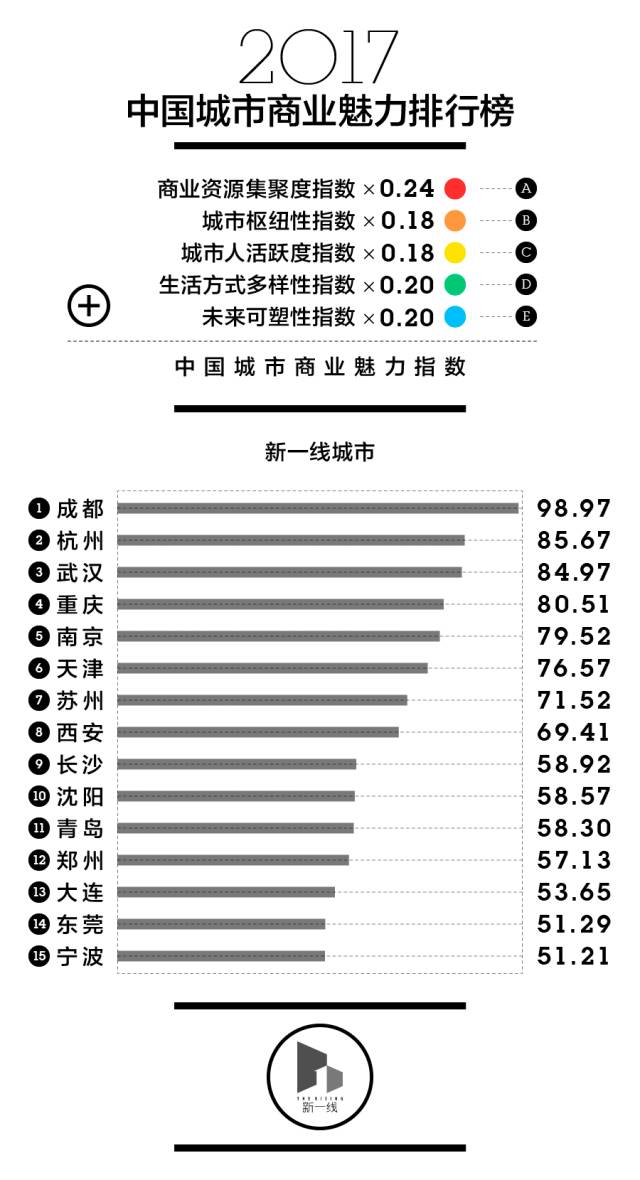 2017
中国城市商业魅力排行榜
商业资源集聚度指数 ×0.24 A
城市枢纽性指数 ×0.18 B
城市人活跃度指数 ×0.18 C
生活方式多样性指数 ×0.20 D
未来可塑性指数 ×0.20 E
中国城市商业魅力指数
新一线城市
1 成都 98.97
2 杭州 85.67
3 武汉 84.97
4 重庆 80.51
5 南京 79.52
6 天津 76.57
7 苏州 71.52
8 西安 69.41
9 长沙 58.92
10 沈阳 58.57
11 青岛 58.30
12 郑州 57.13
13 大连 53.65
14 东莞 51.29
15 宁波 51.21
THE RISING
新一线